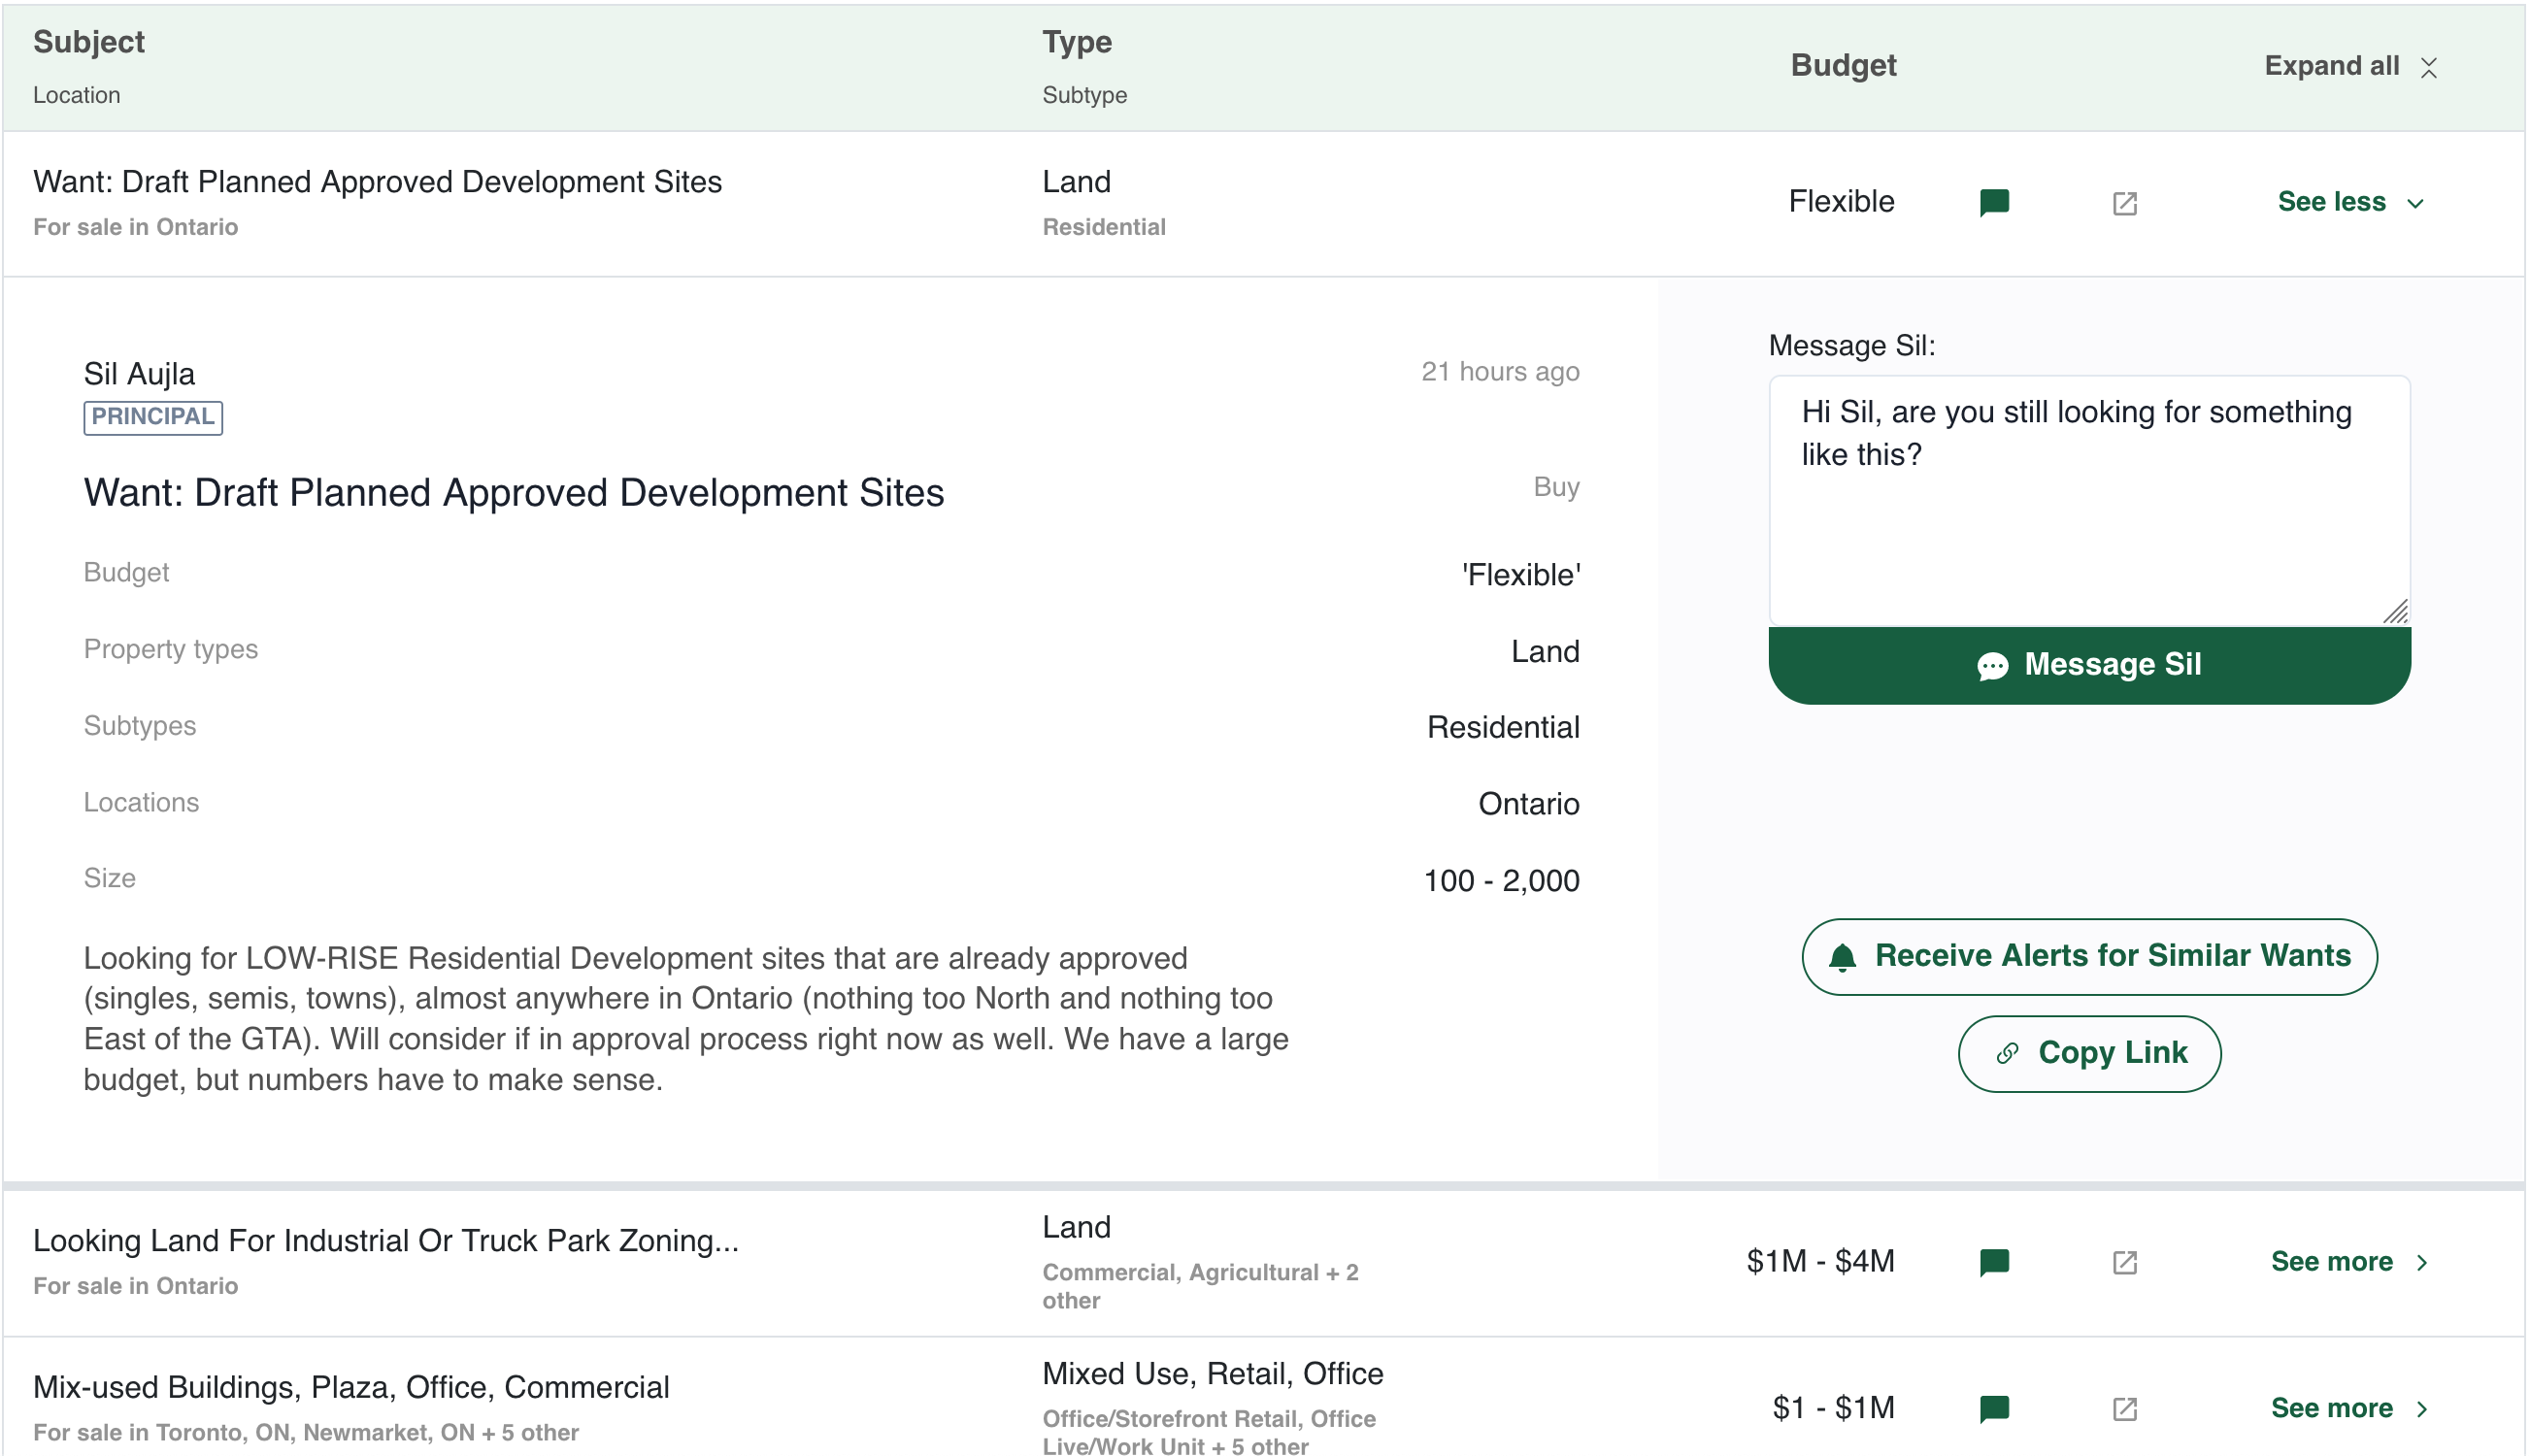 Subject
Type
Budget
Expand all
Location
Subtype
Want: Draft Planned Approved Development Sites
Land
Flexible
See less
For sale in Ontario
Residential
Sil Aujla
21 hours ago
PRINCIPAL
Want: Draft Planned Approved Development Sites
Buy
Budget
'Flexible'
Property types
Land
Subtypes
Residential
Locations
Ontario
Size
100 - 2,000
Looking for LOW-RISE Residential Development sites that are already approved
(singles, semis, towns), almost anywhere in Ontario (nothing too North and nothing too
East of the GTA). Will consider if in approval process right now as well. We have a large
budget, but numbers have to make sense.
Message Sil:
Hi Sil, are you still looking for something
like this?
Message Sil
Receive Alerts for Similar Wants
Copy Link
Looking Land For Industrial Or Truck Park Zoning...
For sale in Ontario
Land
Commercial, Agricultural + 2
other
$1M - $4M
See more
Mix-used Buildings, Plaza, Office, Commercial
For sale in Toronto, ON, Newmarket, ON + 5 other
Mixed Use, Retail, Office
Office/Storefront Retail, Office
Live/Work Unit + 5 other
$1 - $1M
See more